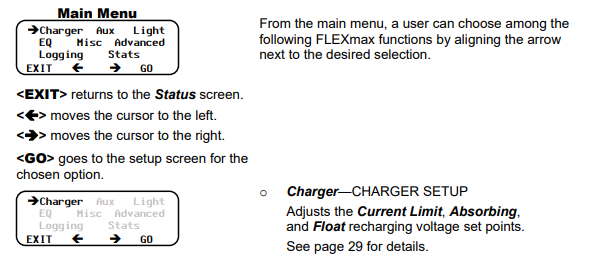 Main Menu
➔Charger Aux Light
EQ Misc Advanced
Logging Stats
EXIT ← → GO
From the main menu, a user can choose among the
following FLEXmax functions by aligning the arrow
next to the desired selection.
<EXIT> returns to the Status screen.
<←> moves the cursor to the left.
<→> moves the cursor to the right.
<GO> goes to the setup screen for the
chosen option.
➔Charger Aux Light
EQ Misc Advanced
Logging Stats
EXIT ← → GO
o Charger—CHARGER SETUP
Adjusts the Current Limit, Absorbing,
and Float recharging voltage set points.
See page 29 for details.